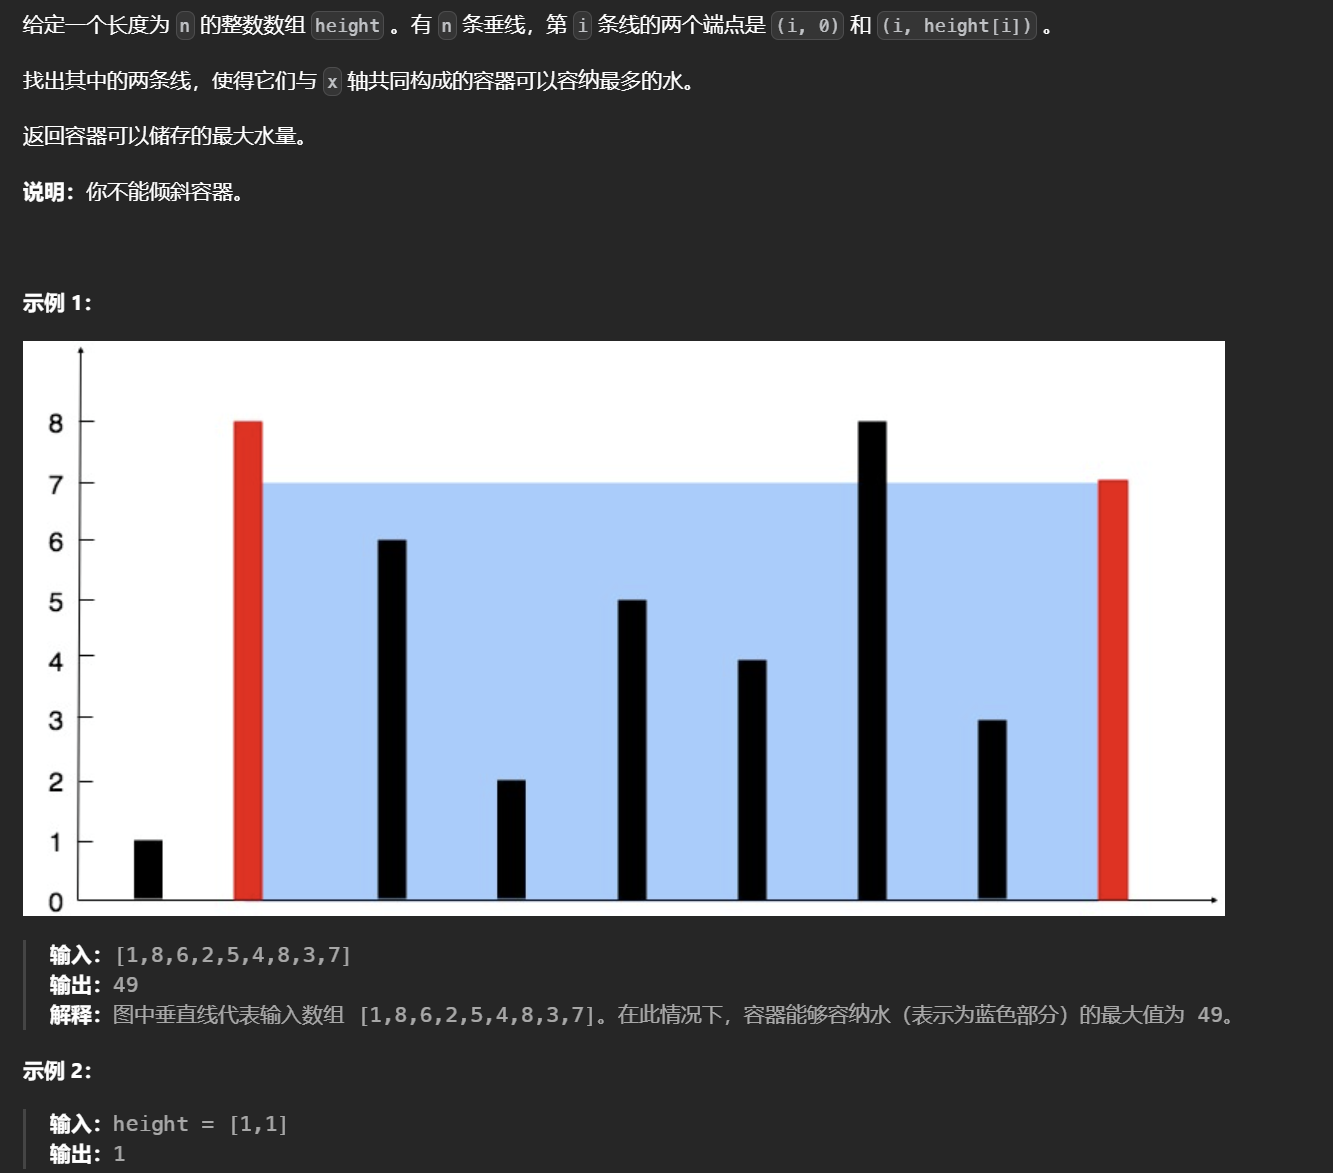 给定一个长度为 n 的整数数组 height 。有 n 条垂线，第 i 条线的两个端点是 (i, 0) 和 (i, height[i]) 。
找出其中的两条线，使得它们与 x 轴共同构成的容器可以容纳最多的水。
返回容器可以储存的最大水量。
说明：你不能倾斜容器。
示例 1：
8
7
6
5
4
3
2
1
0
输入：[1,8,6,2,5,4,8,3,7]
输出：49
解释：图中垂直线代表输入数组 [1,8,6,2,5,4,8,3,7]。在此情况下，容器能够容纳水（表示为蓝色部分）的最大值为 49。
示例 2：
输入：height = [1,1]
输出：1